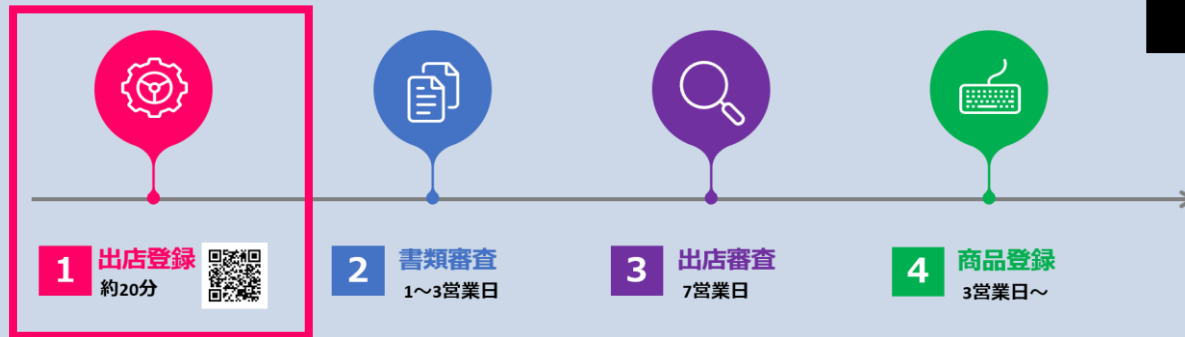 1
出店登録
約20分
2
書類審査
1～3営業日
3
出店審査
7営業日
4
商品登録
3営業日～